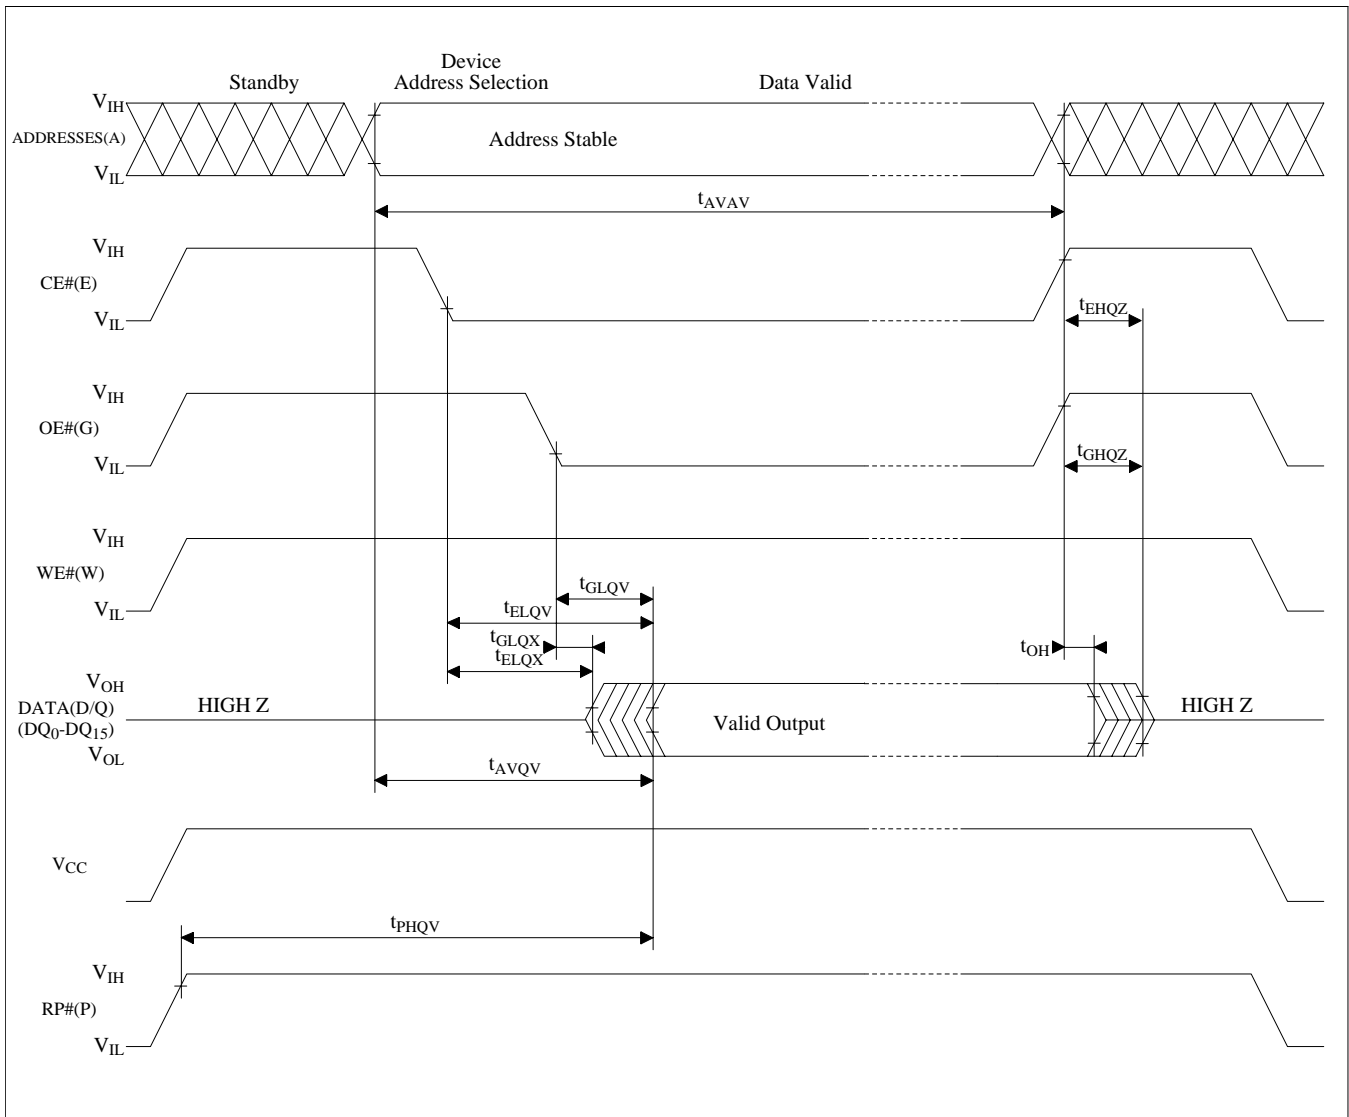 Device
Standby Address Selection Data Valid
VIH
ADDRESSES(A) Address Stable
VIL
tAVAV
VIH
CE#(E)
tEHQZ
VIL
VIH
OE#(G)
tGHQZ
VIL
VIH
WE#(W)
tGLQV
VIL
tELQV
tGLQX
tOH
tELQX
VOH
DATA(D/Q) HIGH Z HIGH Z
(DQ0-DQ15) Valid Output
VOL
tAVQV
VCC
tPHQV
VIH
RP#(P)
VIL